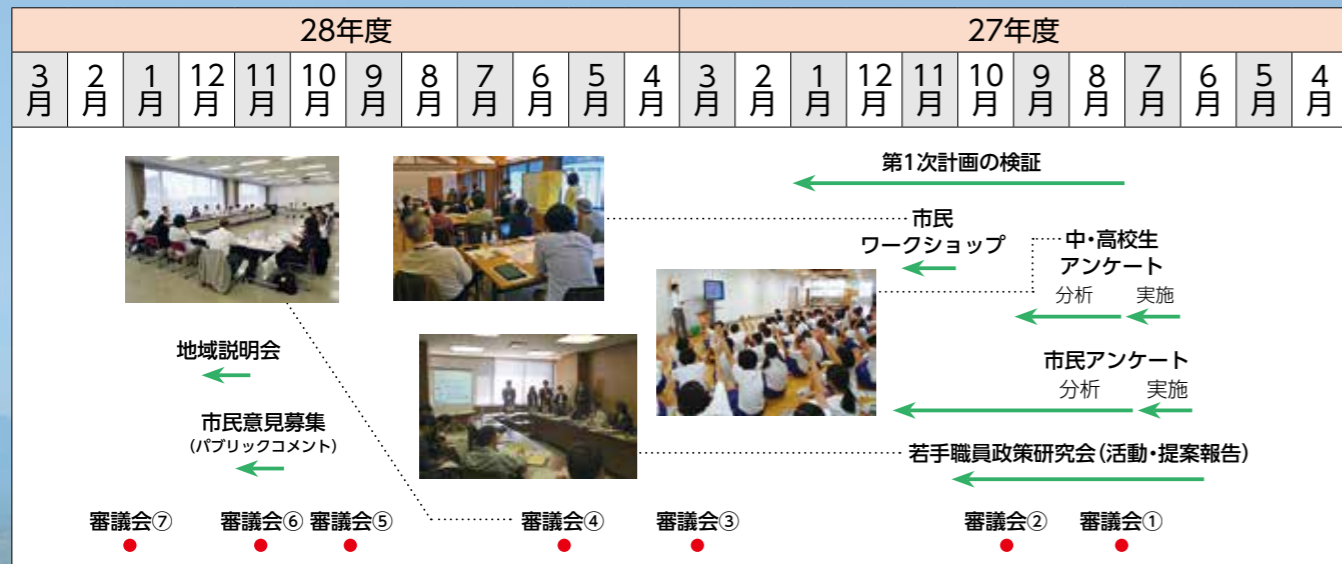 28年度 27年度
3月 2月 1月 12月 11月 10月 9月 8月 7月 6月 5月 4月 3月 2月 1月 12月 11月 10月 9月 8月 7月 6月 5月 4月
第1次計画の検証
市民
ワークショップ
中・高校生
アンケート
分析 実施
地域説明会
市民アンケート
分析 実施
市民意見募集
(パブリックコメント)
若手職員政策研究会(活動・提案報告)
審議会⑦ 審議会⑥ 審議会⑤ 審議会④ 審議会③ 審議会② 審議会①